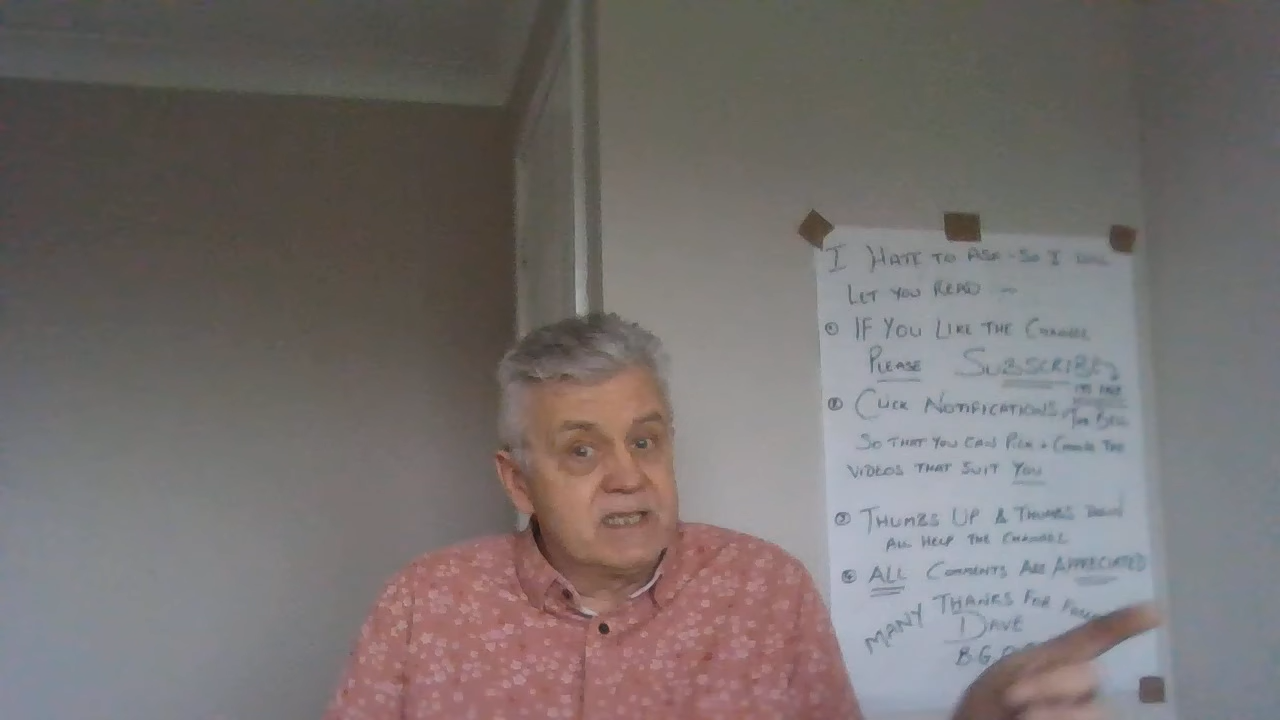 I HATE TO ASK - SO I WILL
LET YOU READ -
① IF YOU LIKE THE CHANNEL
PLEASE SUBSCRIBE
② CLICK NOTIFICATIONS
THE BELL
SO THAT YOU CAN PICK + CHOOSE THE
VIDEOS THAT SUIT YOU
③ THUMBS UP & THUMBS DOWN
ALL HELP THE CHANNEL
④ ALL COMMENTS ARE APPRECIATED
MANY THANKS FOR
DAVE
B.G.